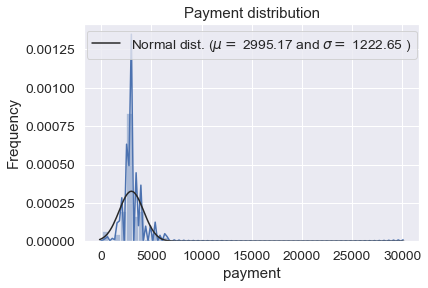 Payment distribution
Normal dist. (μ = 2995.17 and σ = 1222.65 )
0.00125
0.00100
0.00075
0.00050
0.00025
0.00000
Frequency
0 5000 10000 15000 20000 25000 30000
payment